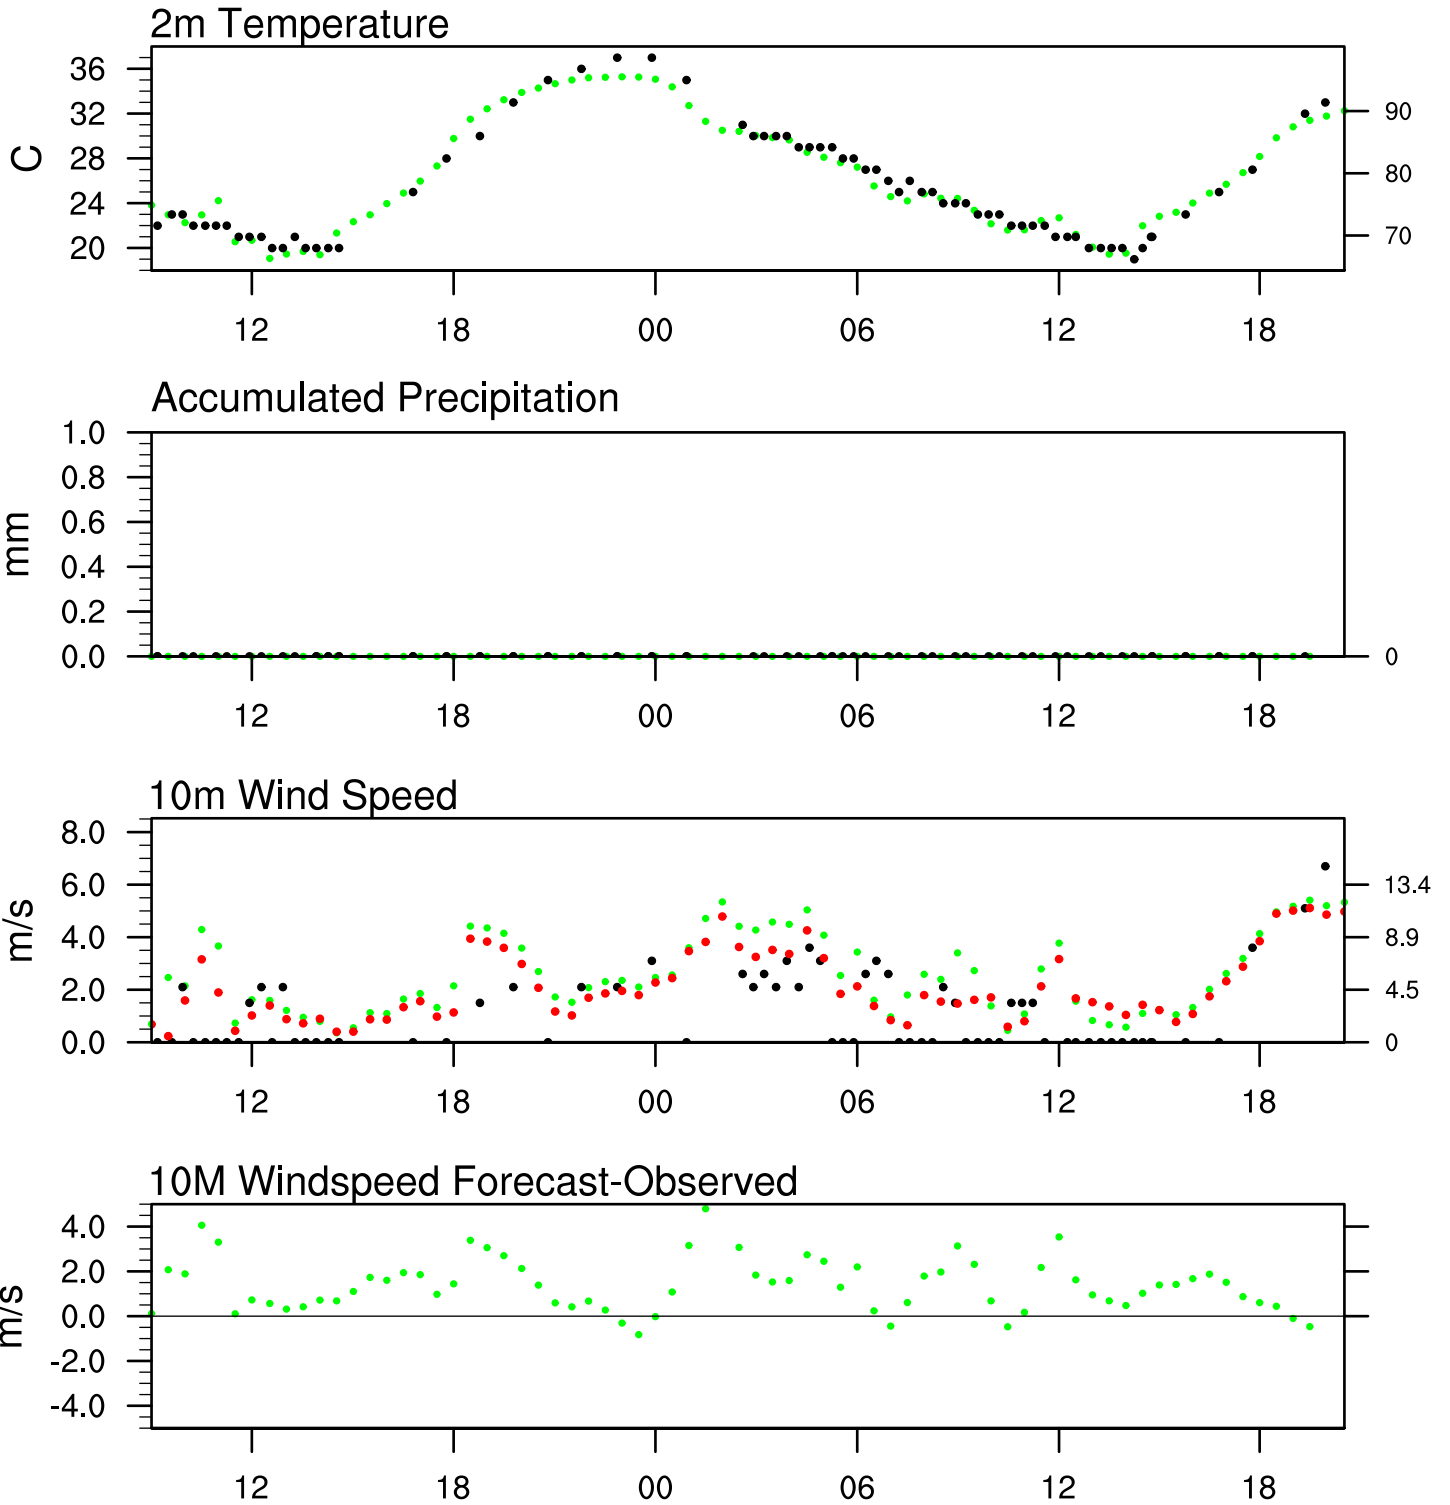 2m Temperature
36
32
28
24
20
C
90
80
70
12 18 00 06 12 18
Accumulated Precipitation
1.0
0.8
0.6
0.4
0.2
0.0
mm
0
12 18 00 06 12 18
10m Wind Speed
8.0
6.0
4.0
2.0
0.0
m/s
13.4
8.9
4.5
0
12 18 00 06 12 18
10M Windspeed Forecast-Observed
4.0
2.0
0.0
-2.0
-4.0
m/s
12 18 00 06 12 18